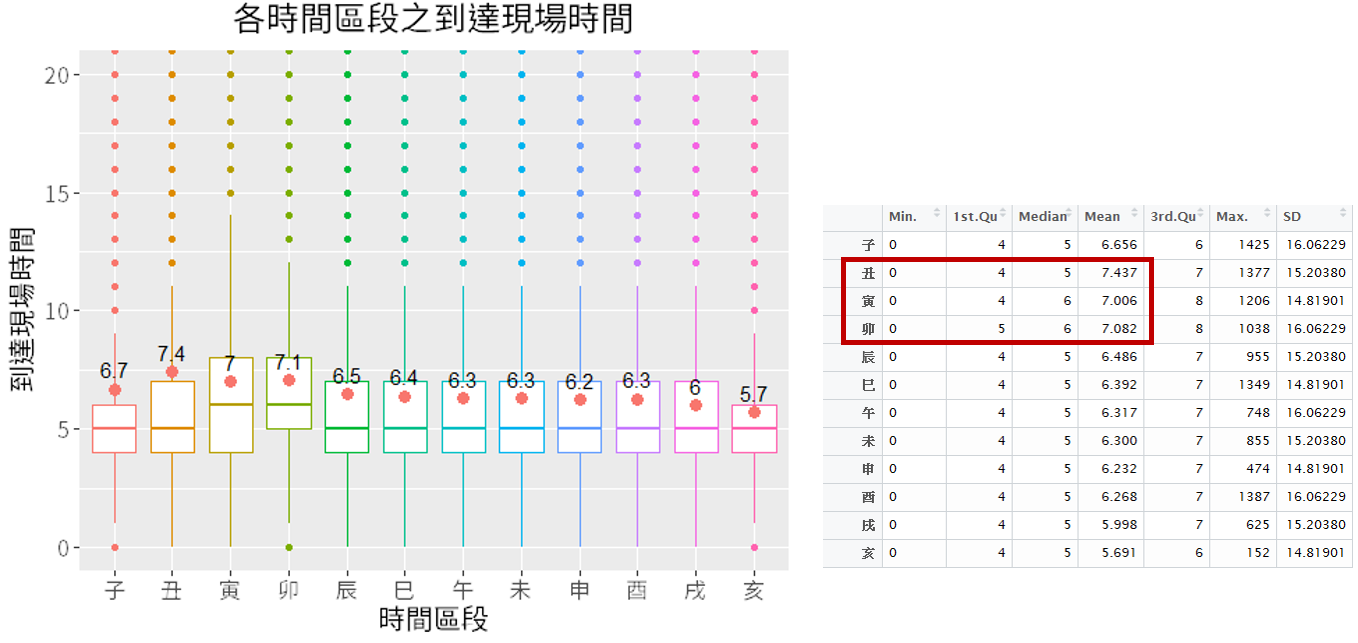 各時間區段之到達現場時間
到達現場時間
20
15
10
5
0
6.7 7.4 7 7.1 6.5 6.4 6.3 6.3 6.2 6.3 6 5.7
子 丑 寅 卯 辰 巳 午 未 申 酉 戌 亥
時間區段
Min. 1st.Qu Median Mean 3rd.Qu Max. SD
子 0 4 5 6.656 6 1425 16.06229
丑 0 4 5 7.437 7 1377 15.20380
寅 0 4 6 7.006 8 1206 14.81901
卯 0 5 6 7.082 8 1038 16.06229
辰 0 4 5 6.486 7 955 15.20380
巳 0 4 5 6.392 7 1349 14.81901
午 0 4 5 6.317 7 748 16.06229
未 0 4 5 6.300 7 855 15.20380
申 0 4 5 6.232 7 474 14.81901
酉 0 4 5 6.268 7 1387 16.06229
戌 0 4 5 5.998 7 625 15.20380
亥 0 4 5 5.691 6 152 14.81901